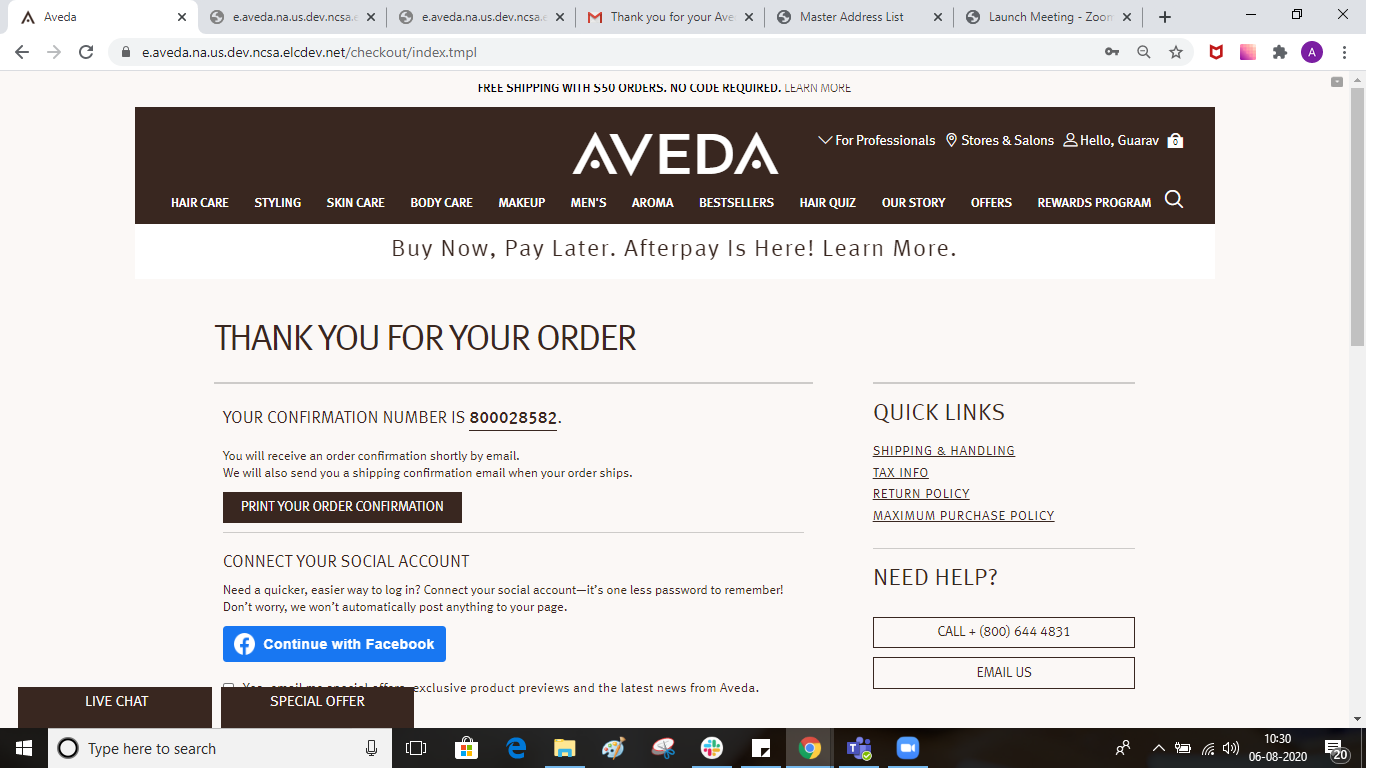 Aveda
e.aveda.na.us.dev.ncsa.e
e.aveda.na.us.dev.ncsa.e
Thank you for your Ave
Master Address List
Launch Meeting - Zoom
e.aveda.na.us.dev.ncsa.elcdev.net/checkout/index.tmpl
A
FREE SHIPPING WITH $50 ORDERS. NO CODE REQUIRED. LEARN MORE
AVEDA
For Professionals
Stores & Salons
Hello, Guarav
0
HAIR CARE
STYLING
SKIN CARE
BODY CARE
MAKEUP
MEN'S
AROMA
BESTSELLERS
HAIR QUIZ
OUR STORY
OFFERS
REWARDS PROGRAM
Buy Now, Pay Later. Afterpay Is Here! Learn More.
THANK YOU FOR YOUR ORDER
YOUR CONFIRMATION NUMBER IS 800028582.
You will receive an order confirmation shortly by email.
We will also send you a shipping confirmation email when your order ships.
PRINT YOUR ORDER CONFIRMATION
CONNECT YOUR SOCIAL ACCOUNT
Need a quicker, easier way to log in? Connect your social account—it's one less password to remember!
Don't worry, we won't automatically post anything to your page.
Continue with Facebook
Yes, email me special offers, exclusive product previews and the latest news from Aveda.
QUICK LINKS
SHIPPING & HANDLING
TAX INFO
RETURN POLICY
MAXIMUM PURCHASE POLICY
NEED HELP?
CALL + (800) 644 4831
EMAIL US
LIVE CHAT
SPECIAL OFFER
Type here to search
10:30
06-08-2020
20